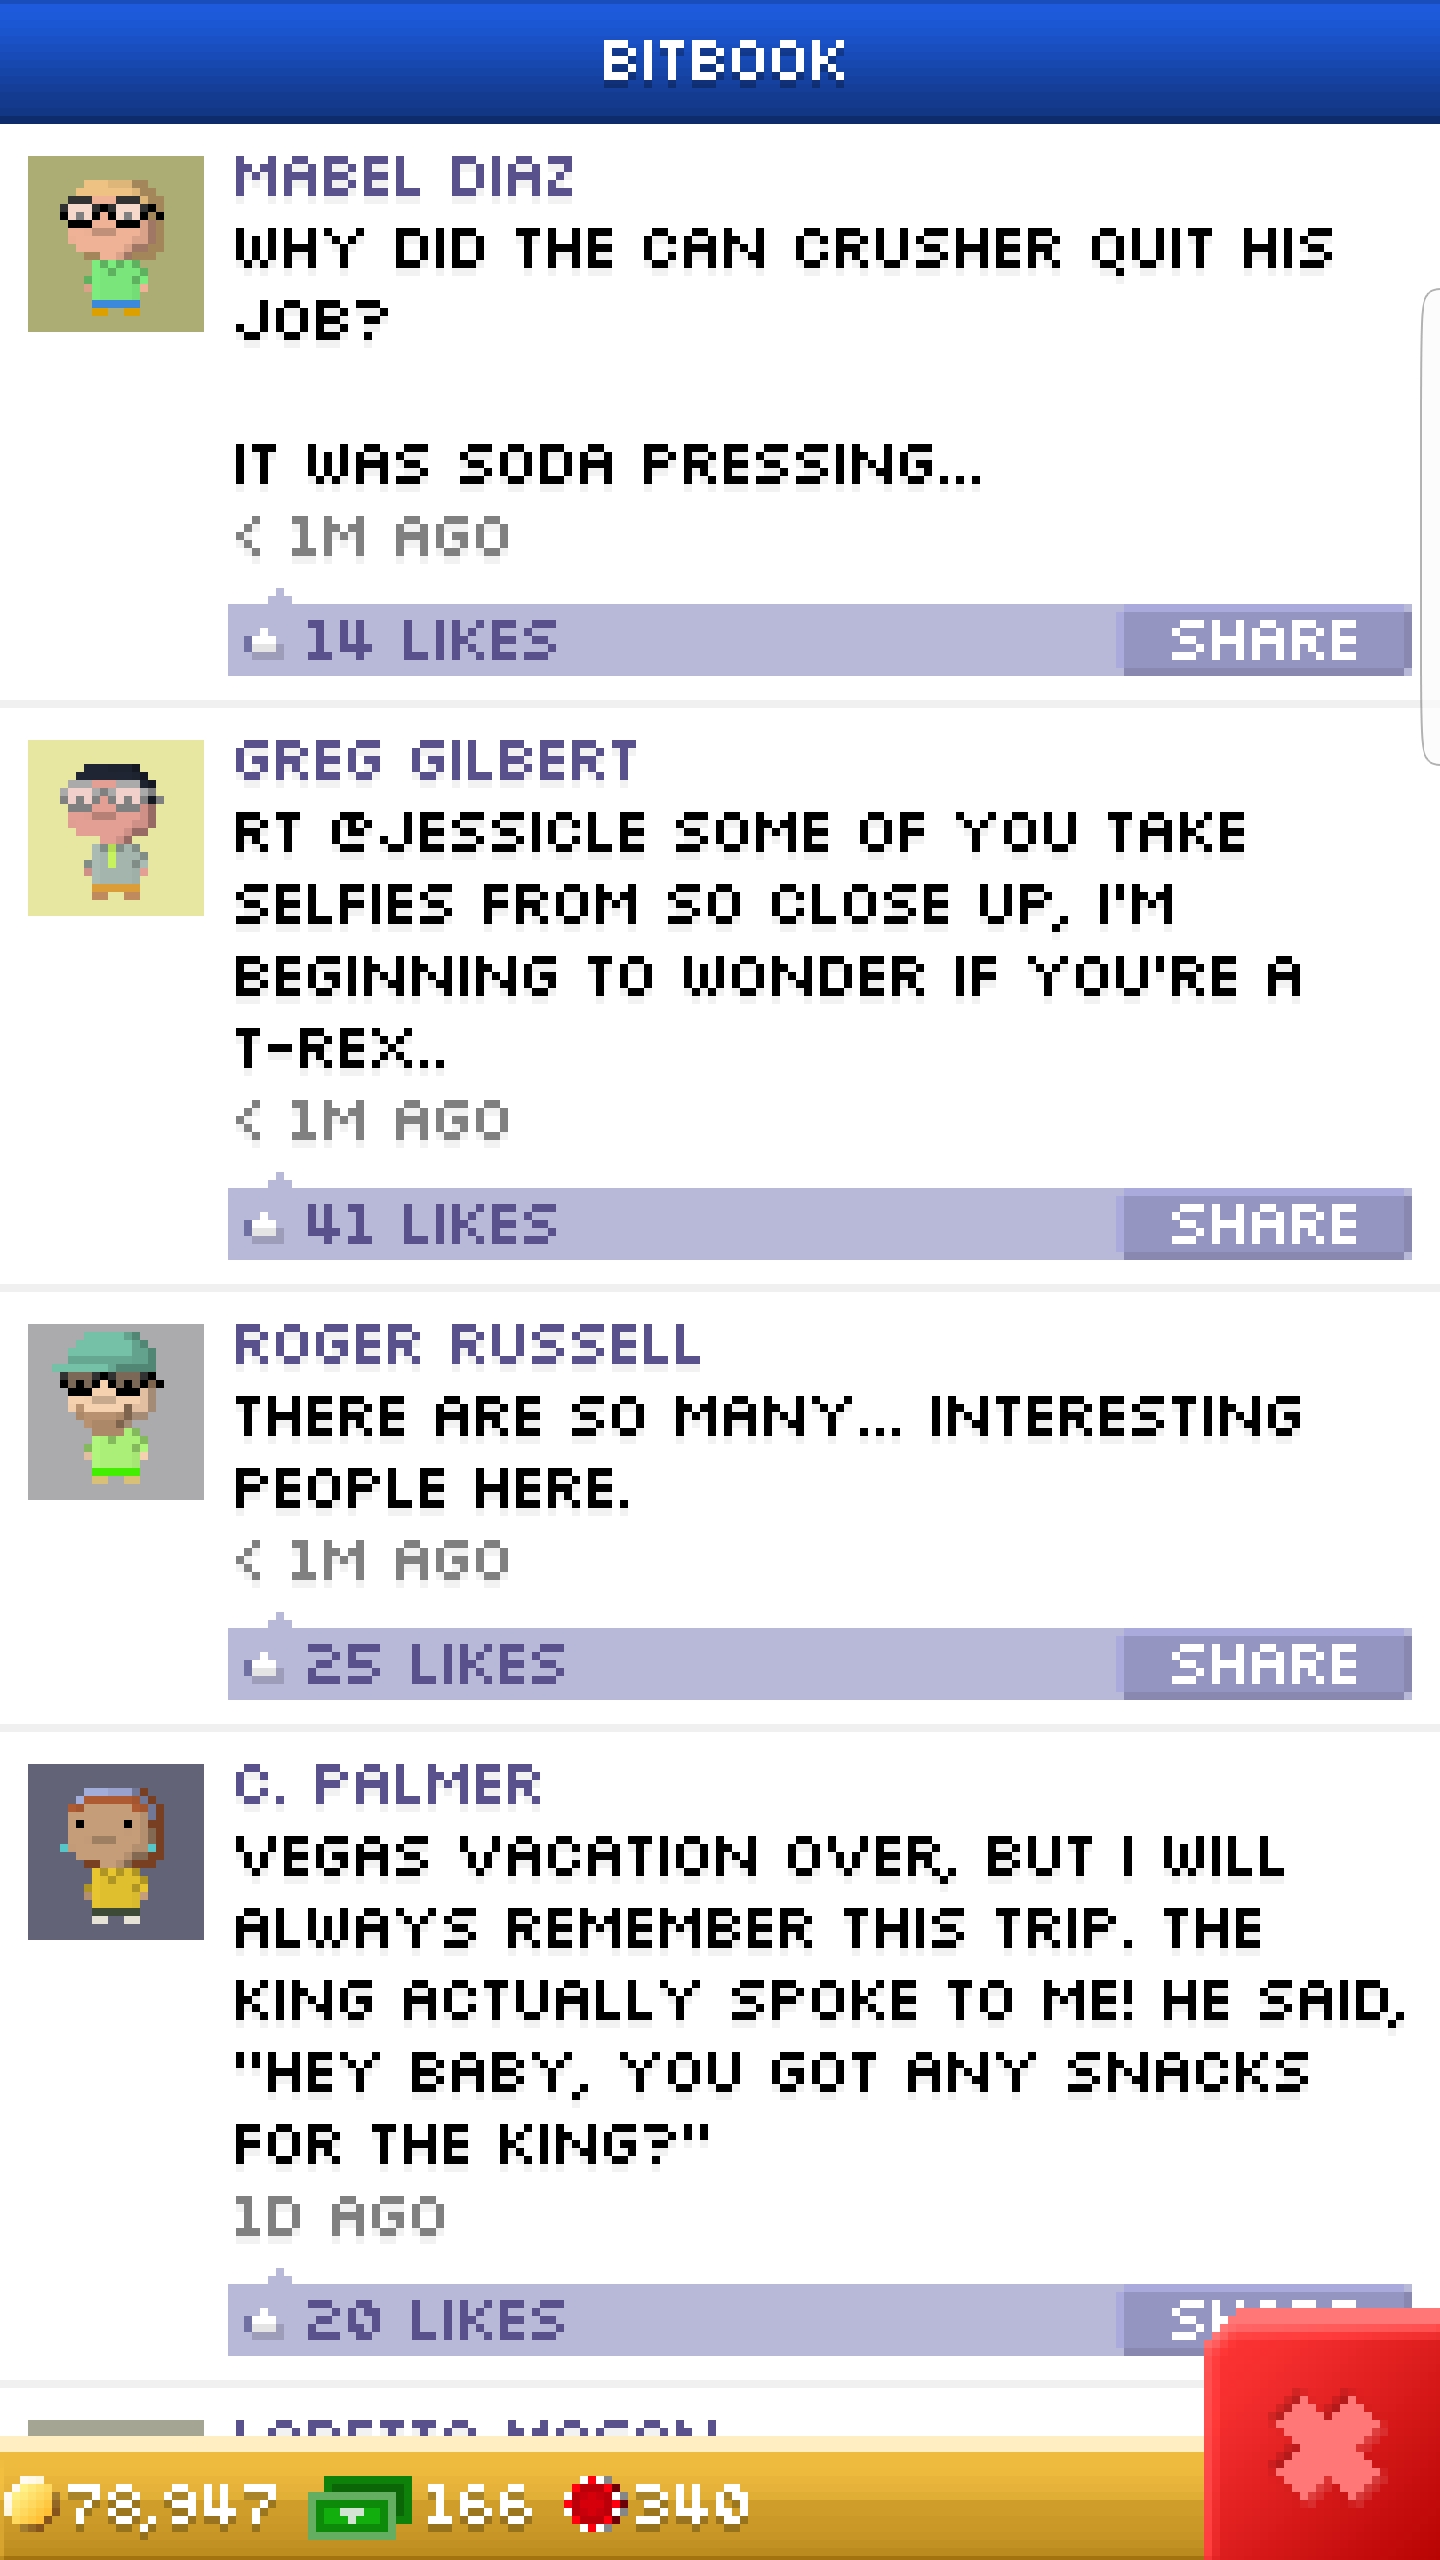 BITBOOK
MABEL DIAZ
WHY DID THE CAN CRUSHER QUIT HIS
JOB?
IT WAS SODA PRESSING...
< 1M AGO
14 LIKES
SHARE
GREG GILBERT
RT @JESSICLE SOME OF YOU TAKE
SELFIES FROM SO CLOSE UP, I'M
BEGINNING TO WONDER IF YOU'RE A
T-REX..
< 1M AGO
41 LIKES
SHARE
ROGER RUSSELL
THERE ARE SO MANY... INTERESTING
PEOPLE HERE.
< 1M AGO
25 LIKES
SHARE
C. PALMER
VEGAS VACATION OVER, BUT I WILL
ALWAYS REMEMBER THIS TRIP. THE
KING ACTUALLY SPOKE TO ME! HE SAID,
"HEY BABY, YOU GOT ANY SNACKS
FOR THE KING?"
1D AGO
20 LIKES
SHARE
78,947 166 340